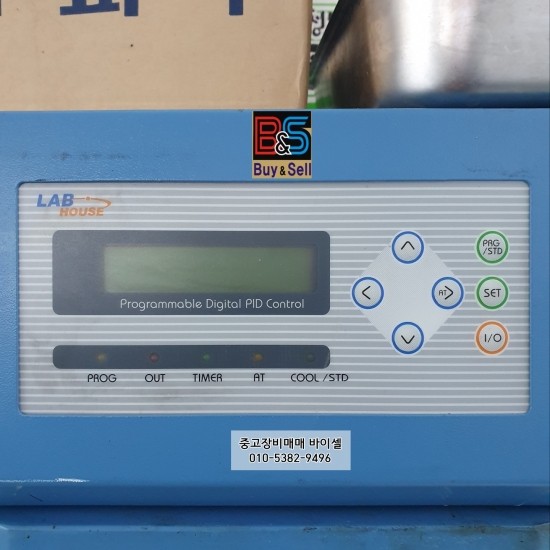 B&S
Buy & Sell
LAB
HOUSE
Programmable Digital PID Control
PROG OUT TIMER AT COOL /STD
AT
PRG
/STD
SET
I/O
중고장비매매 바이셀
010-5382-9496